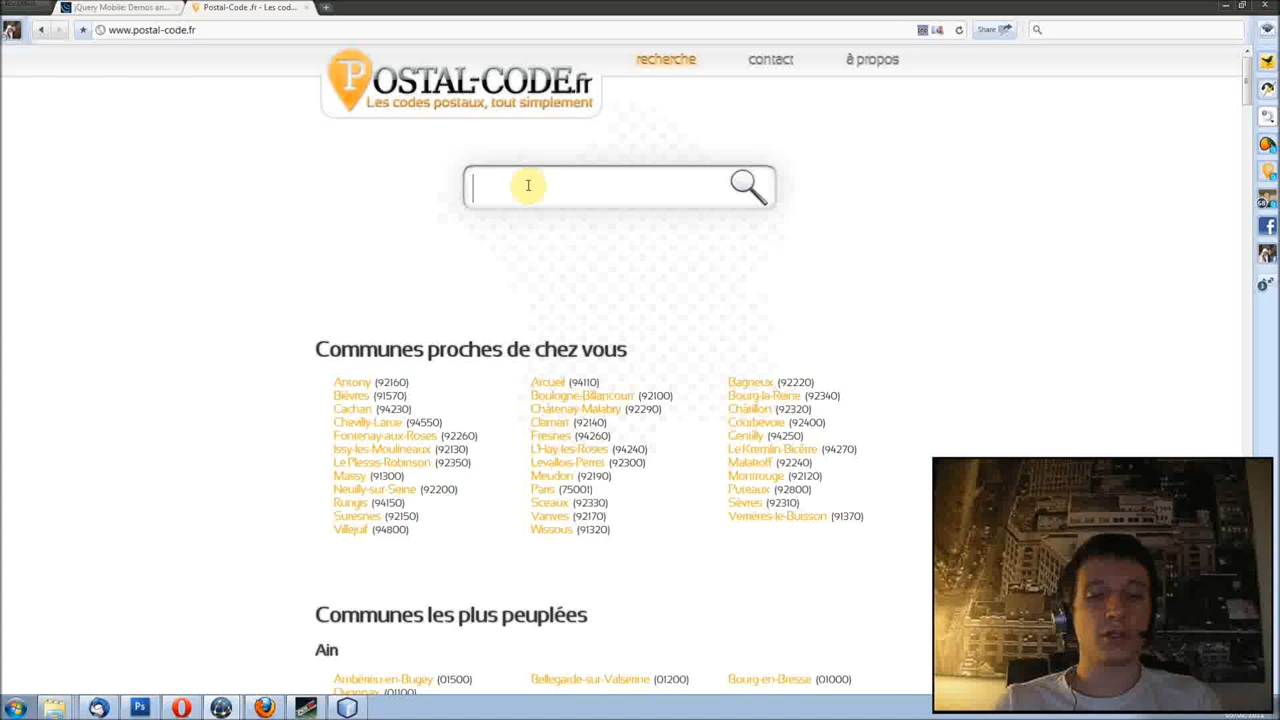 jQuery Mobile: Demos an...
Postal-Code .fr - Les cod...
www.postal-code.fr
Share
POSTAL-CODE.fr
Les codes postaux, tout simplement
recherche
contact
à propos
Communes proches de chez vous
Antony (92160)
Arcueil (94110)
Bagneux (92220)
Bièvres (91570)
Boulogne-Billancourt (92100)
Bourg-la-Reine (92340)
Cachan (94230)
Châtenay-Malabry (92290)
Châtillon (92320)
Chevilly-Larue (94550)
Clamart (92140)
Courbevoie (92400)
Fontenay-aux-Roses (92260)
Fresnes (94260)
Gentilly (94250)
Issy-les-Moulineaux (92130)
L'Hay-les-Roses (94240)
Le Kremlin-Bicêtre (94270)
Le Plessis-Robinson (92350)
Levallois-Perret (92300)
Malakoff (92240)
Massy (91300)
Meudon (92190)
Montrouge (92120)
Neuilly-sur-Seine (92200)
Paris (75001)
Puteaux (92800)
Rungis (94150)
Sceaux (92330)
Sèvres (92310)
Suresnes (92150)
Vanves (92170)
Verrières-le-Buisson (91370)
Villejuif (94800)
Wissous (91320)
Communes les plus peuplées
Ain
Ambérieu-en-Bugey (01500)
Bellegarde-sur-Valserine (01200)
Bourg-en-Bresse (01000)
Oyonnax (01100)
Ps